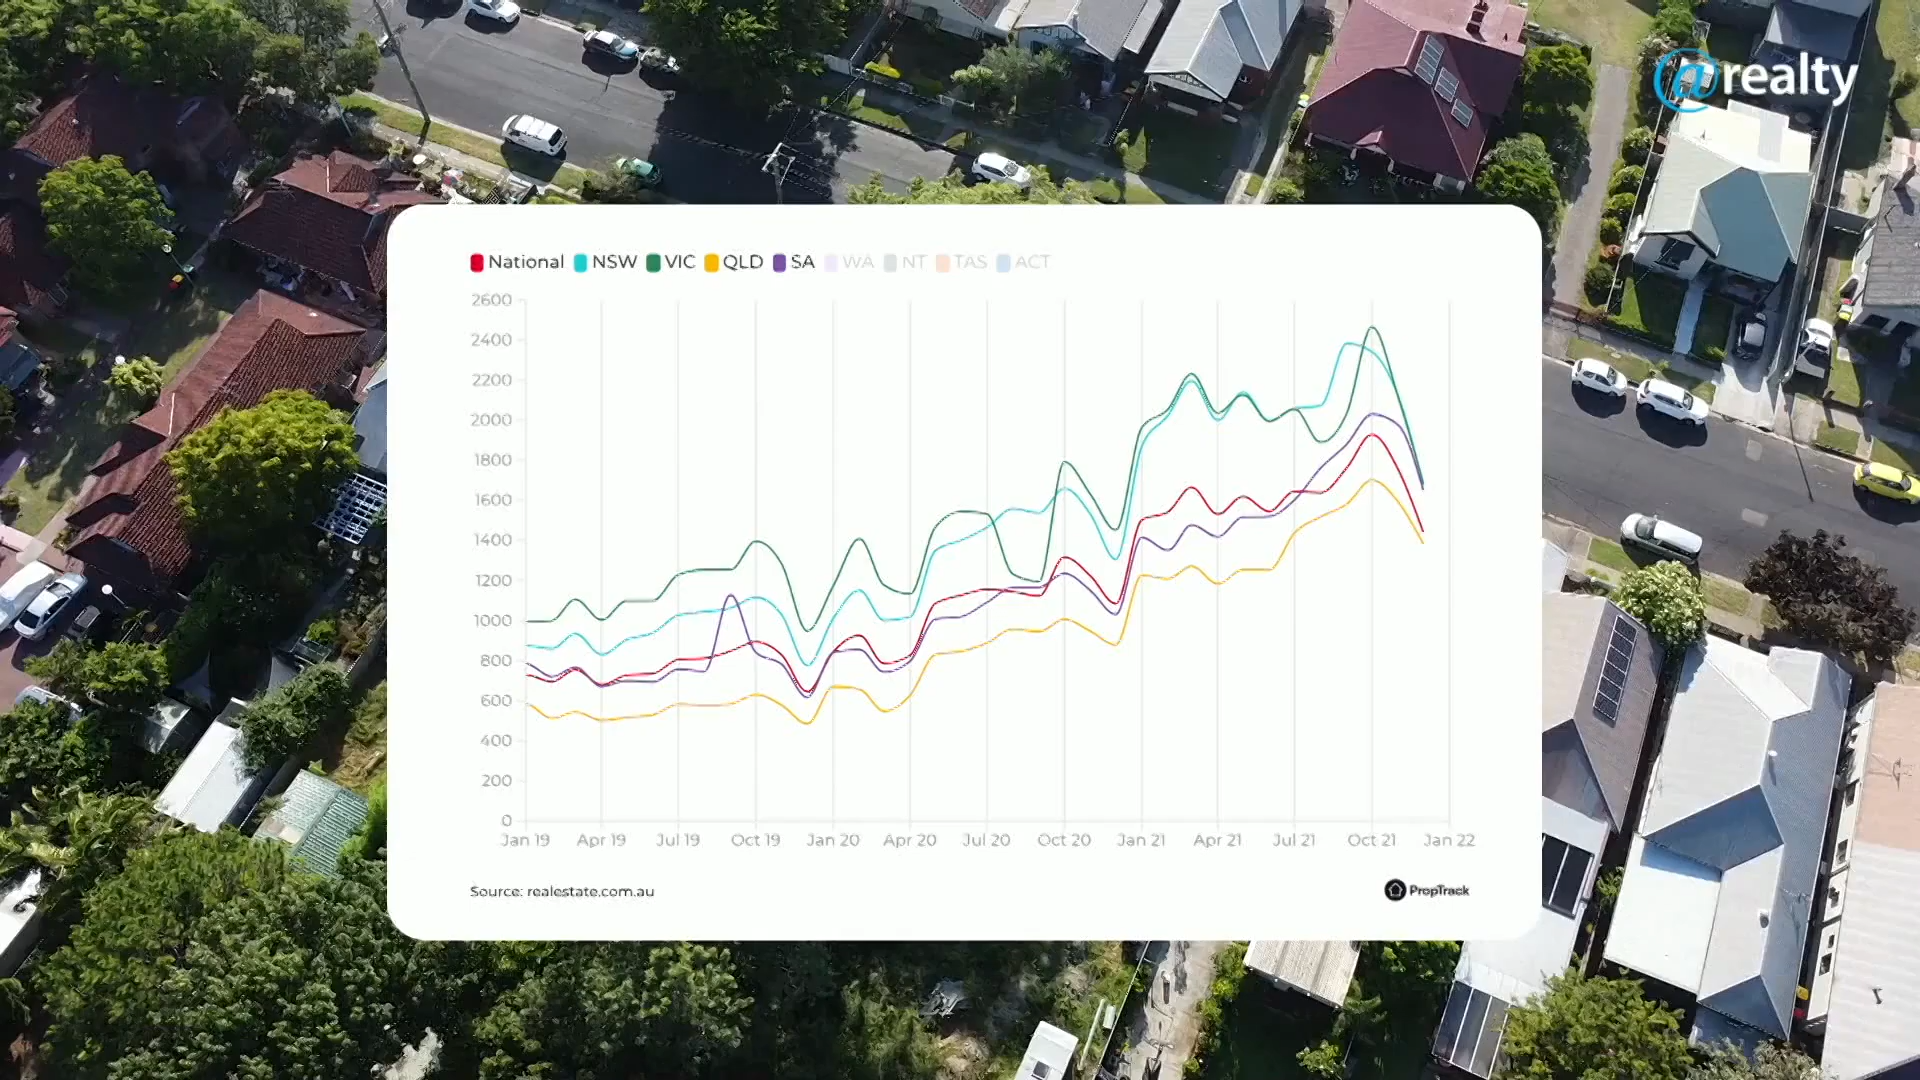 @realty
National NSW VIC QLD SA WA NT TAS ACT
2600
2400
2200
2000
1800
1600
1400
1200
1000
800
600
400
200
0
Jan 19 Apr 19 Jul 19 Oct 19 Jan 20 Apr 20 Jul 20 Oct 20 Jan 21 Apr 21 Jul 21 Oct 21 Jan 22
Source: realestate.com.au
PropTrack